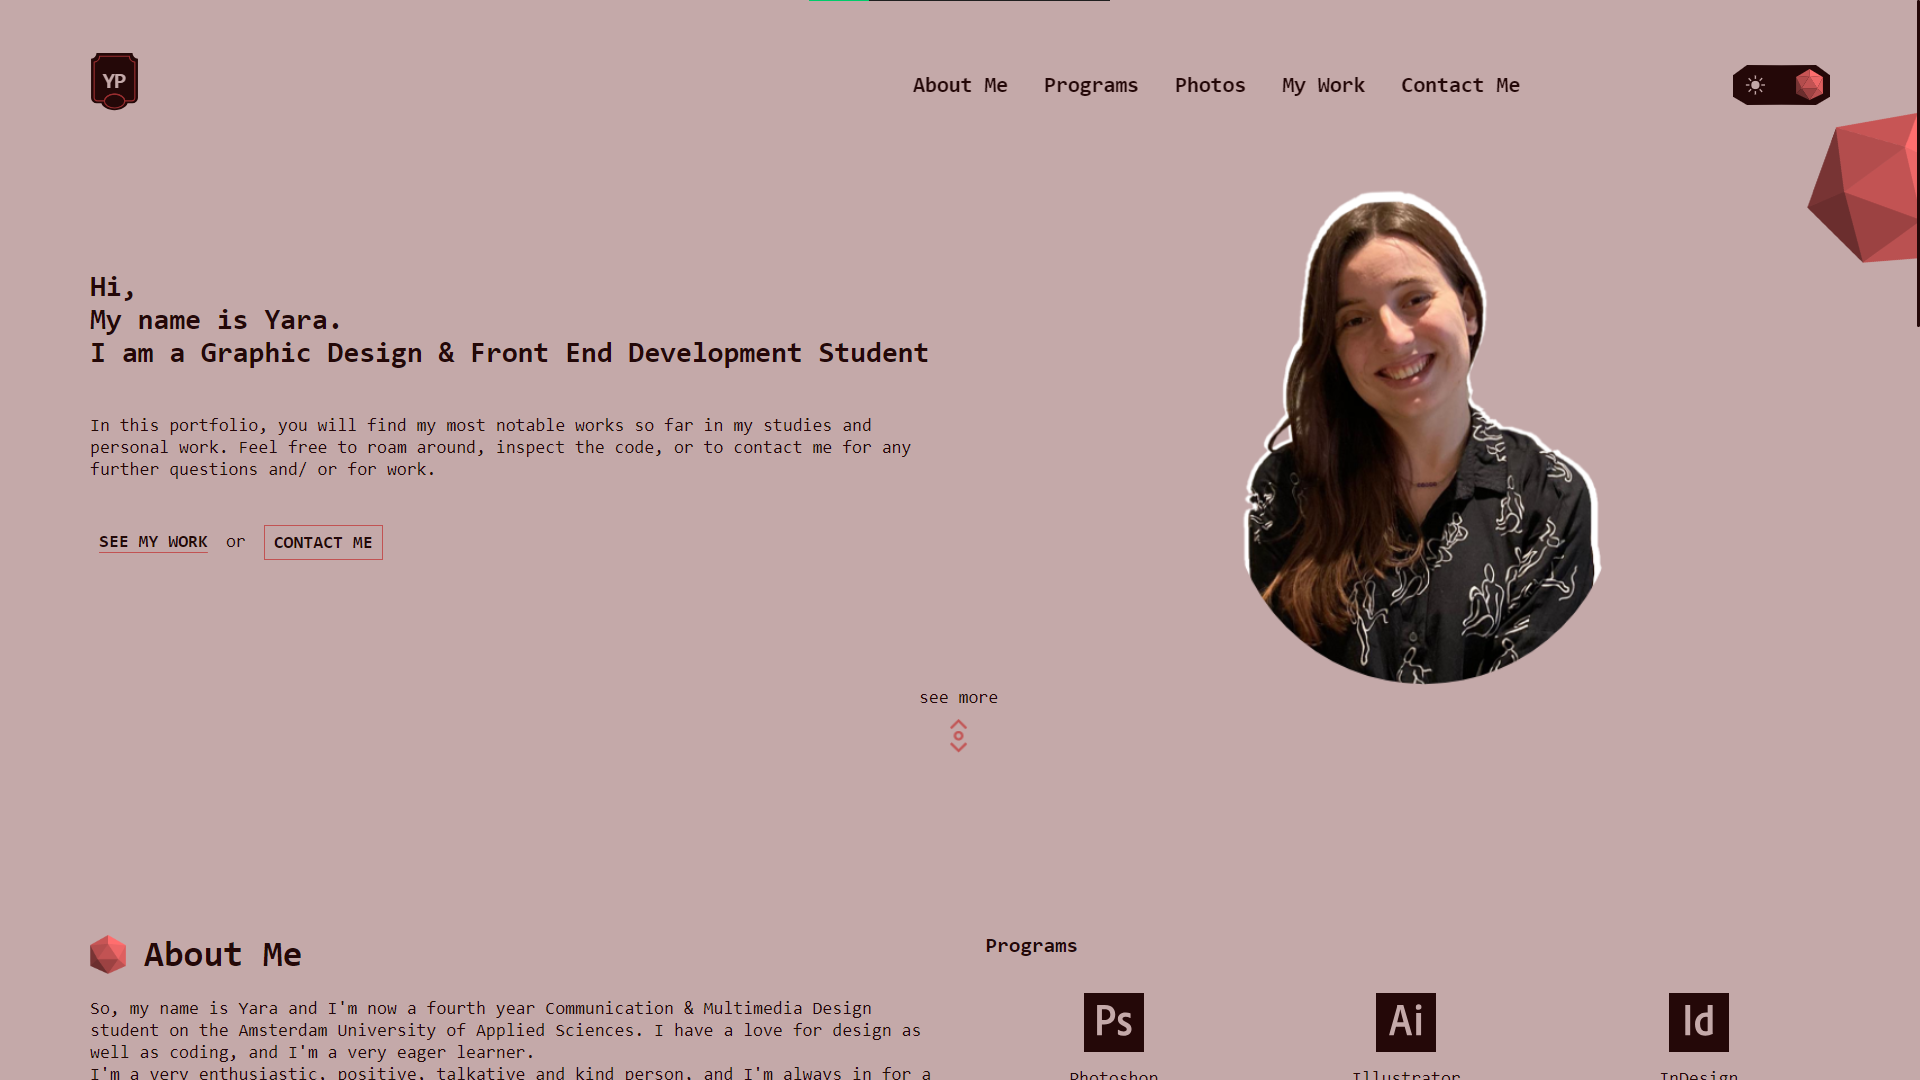 YP
About Me Programs Photos My Work Contact Me
Hi,
My name is Yara.
I am a Graphic Design & Front End Development Student
In this portfolio, you will find my most notable works so far in my studies and
personal work. Feel free to roam around, inspect the code, or to contact me for any
further questions and/ or for work.
SEE MY WORK or CONTACT ME
see more
About Me
So, my name is Yara and I'm now a fourth year Communication & Multimedia Design
student on the Amsterdam University of Applied Sciences. I have a love for design as
well as coding, and I'm a very eager learner.
I'm a very enthusiastic, positive, talkative and kind person, and I'm always in for a
Programs
Ps Ai Id
Photoshop Illustrator InDesign